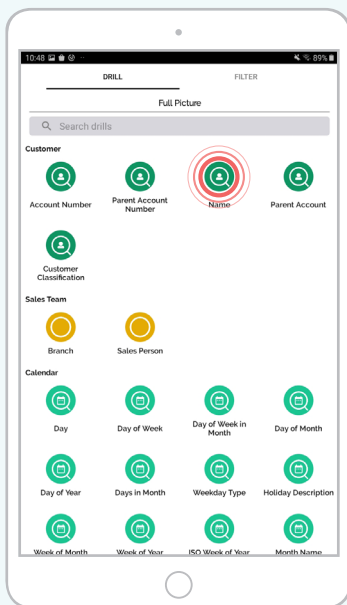 10:48 89%
DRILL FILTER
Full Picture
Search drills
Customer
Account Number Parent Account Number Name Parent Account
Customer Classification
Sales Team
Branch Sales Person
Calendar
Day Day of Week Day of Week in Month Day of Month
Day of Year Days in Month Weekday Type Holiday Description
Week of Month Week of Year ISO Week of Year Month Name